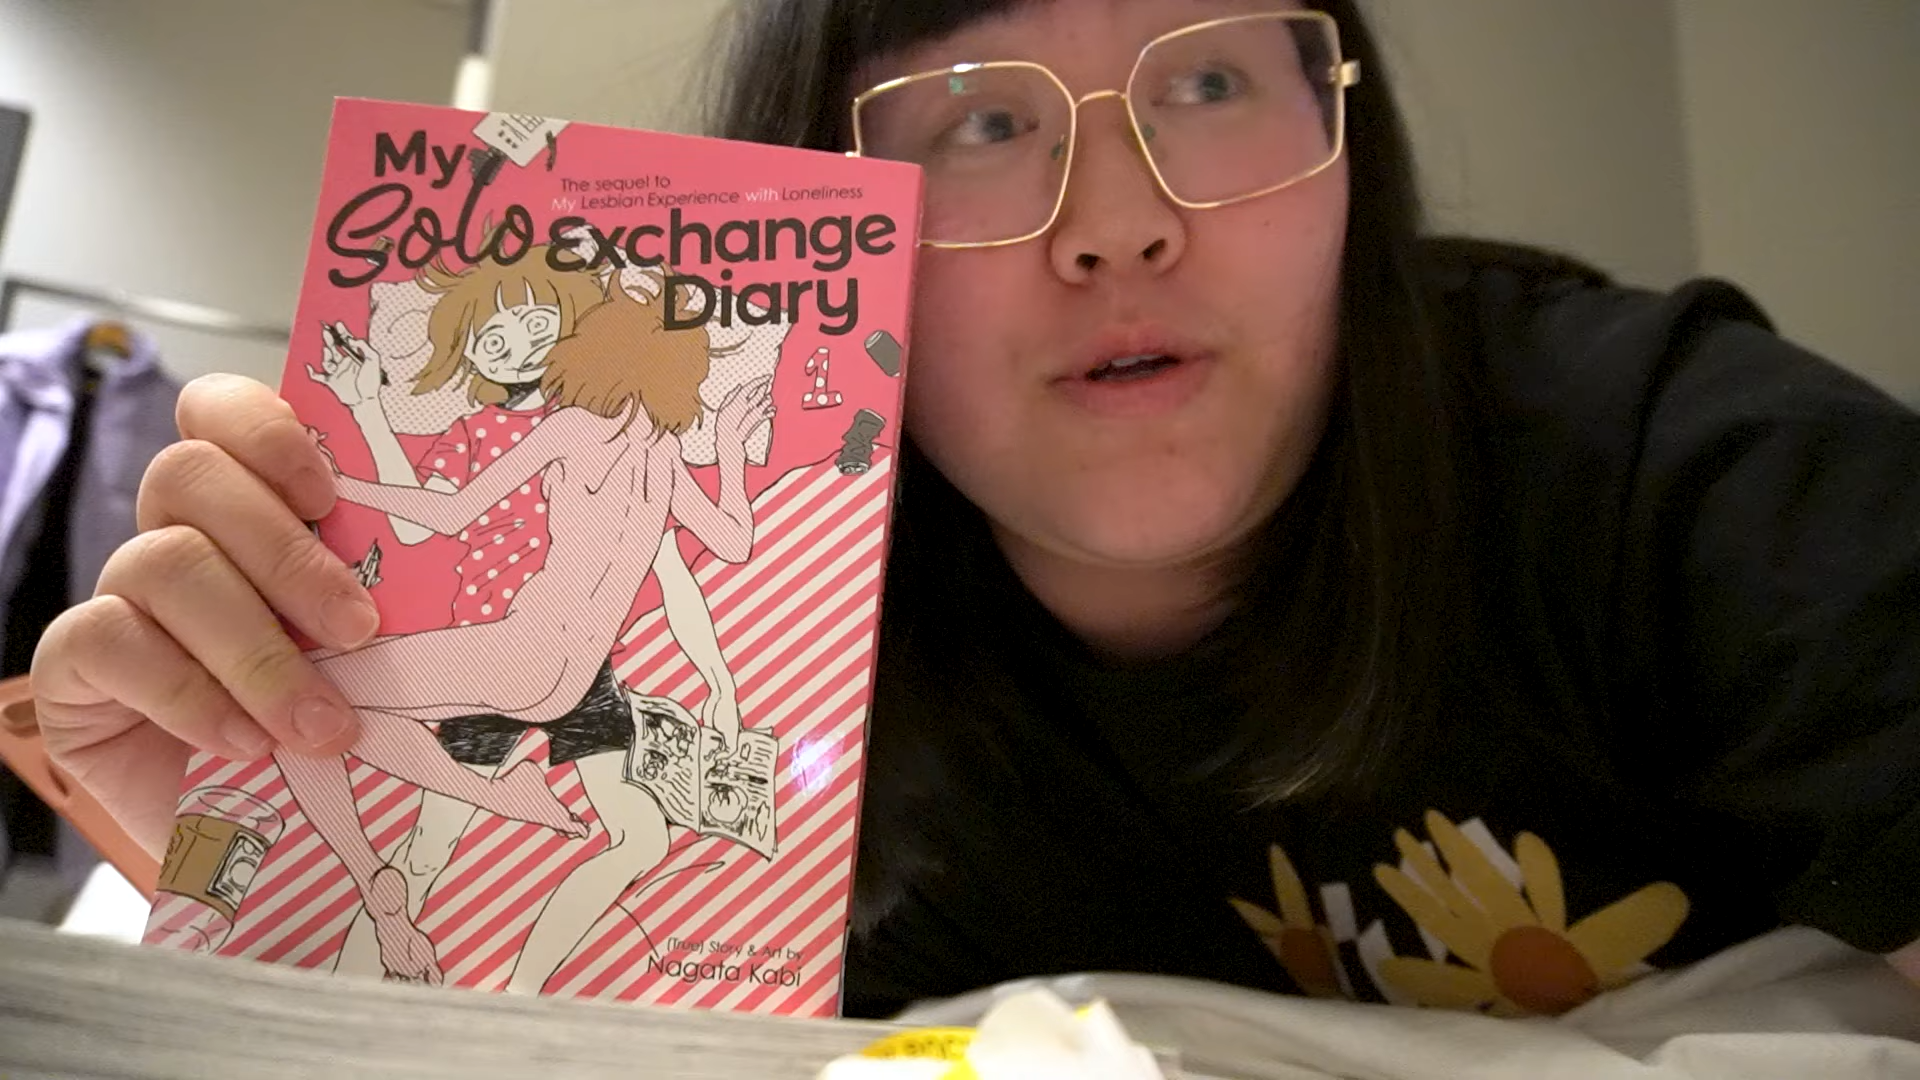 My
The sequel to
My Lesbian Experience with Loneliness
Solo Exchange
Diary
1
(True) Story & Art by
Nagata Kabi